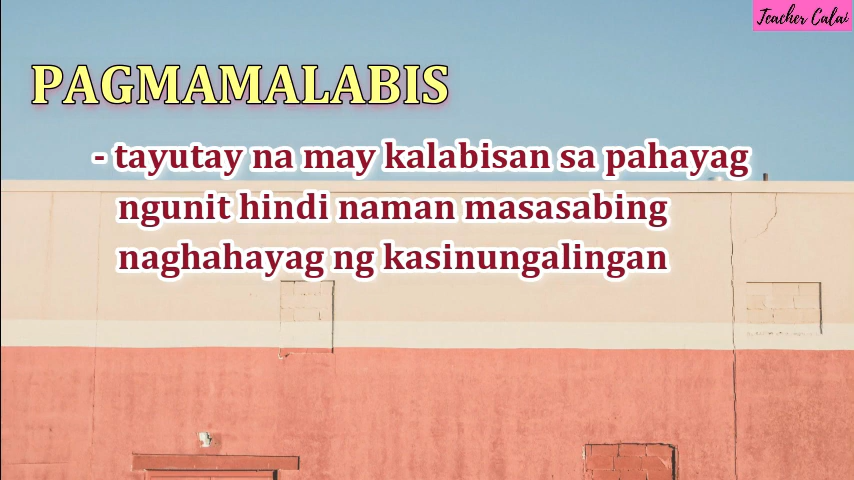 Teacher Calai
PAGMAMALABIS
- tayutay na may kalabisan sa pahayag
ngunit hindi naman masasabing
naghahayag ng kasinungalingan